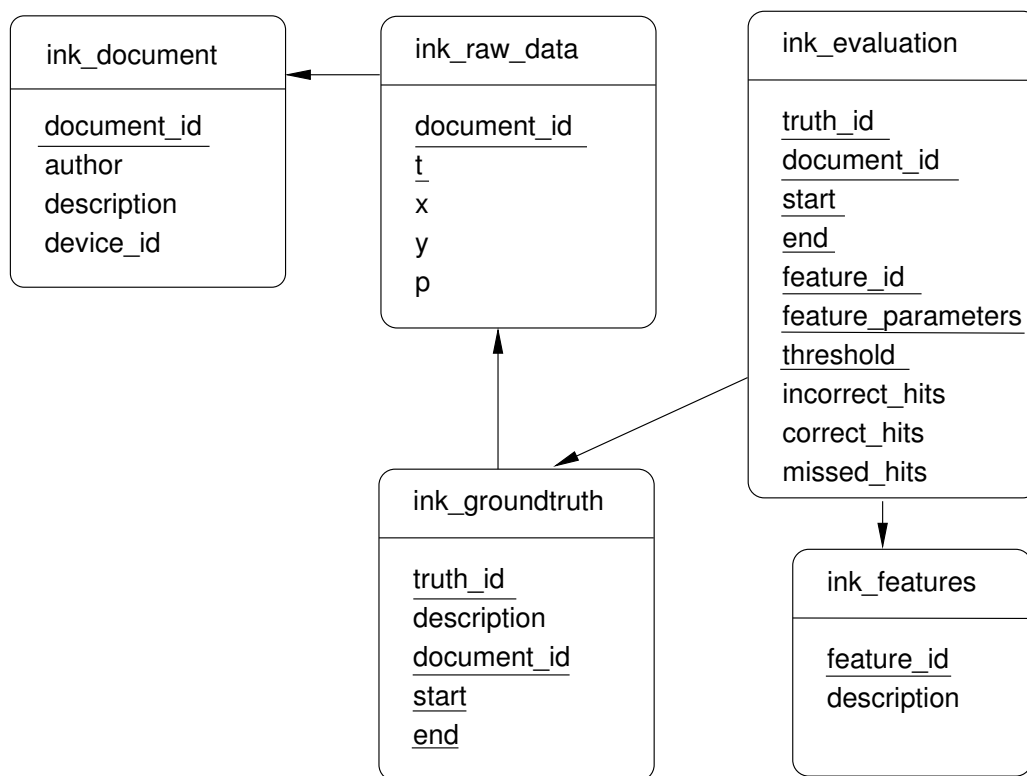 ink_document
document_id
author
description
device_id
ink_raw_data
document_id
t
x
y
p
ink_evaluation
truth_id
document_id
start
end
feature_id
feature_parameters
threshold
incorrect_hits
correct_hits
missed_hits
ink_groundtruth
truth_id
description
document_id
start
end
ink_features
feature_id
description